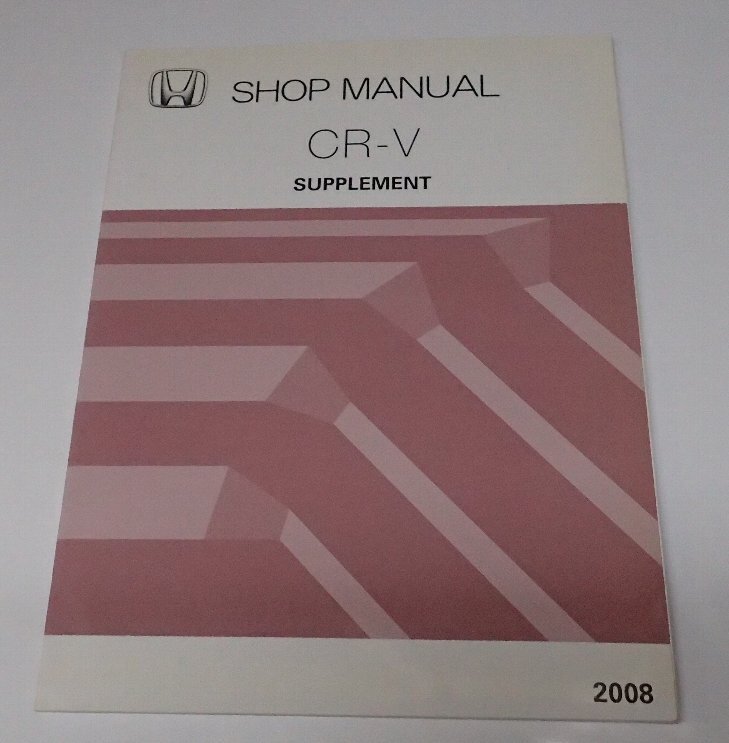 SHOP MANUAL
CR-V
SUPPLEMENT
2008